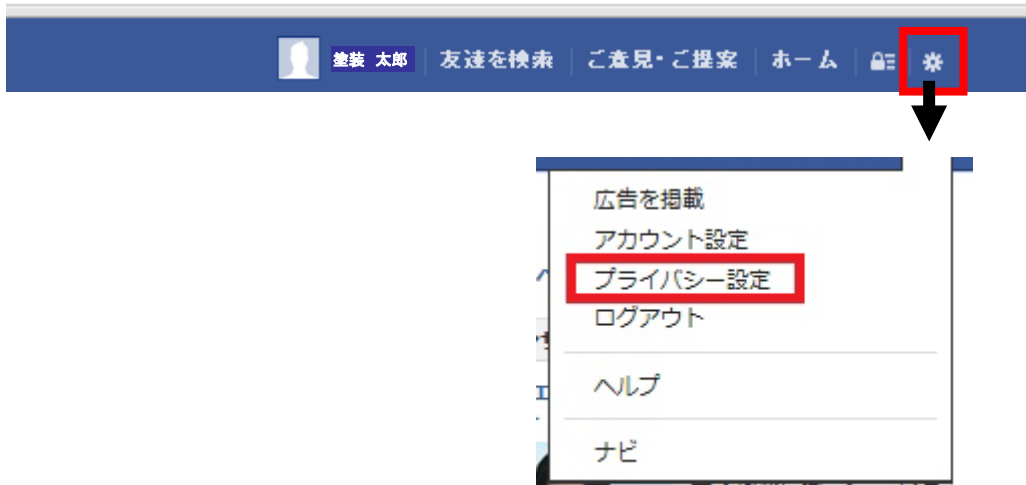 塗装 太郎 友達を検索 ご意見・ご提案 ホーム
広告を掲載
アカウント設定
プライバシー設定
ログアウト
ヘルプ
ナビ